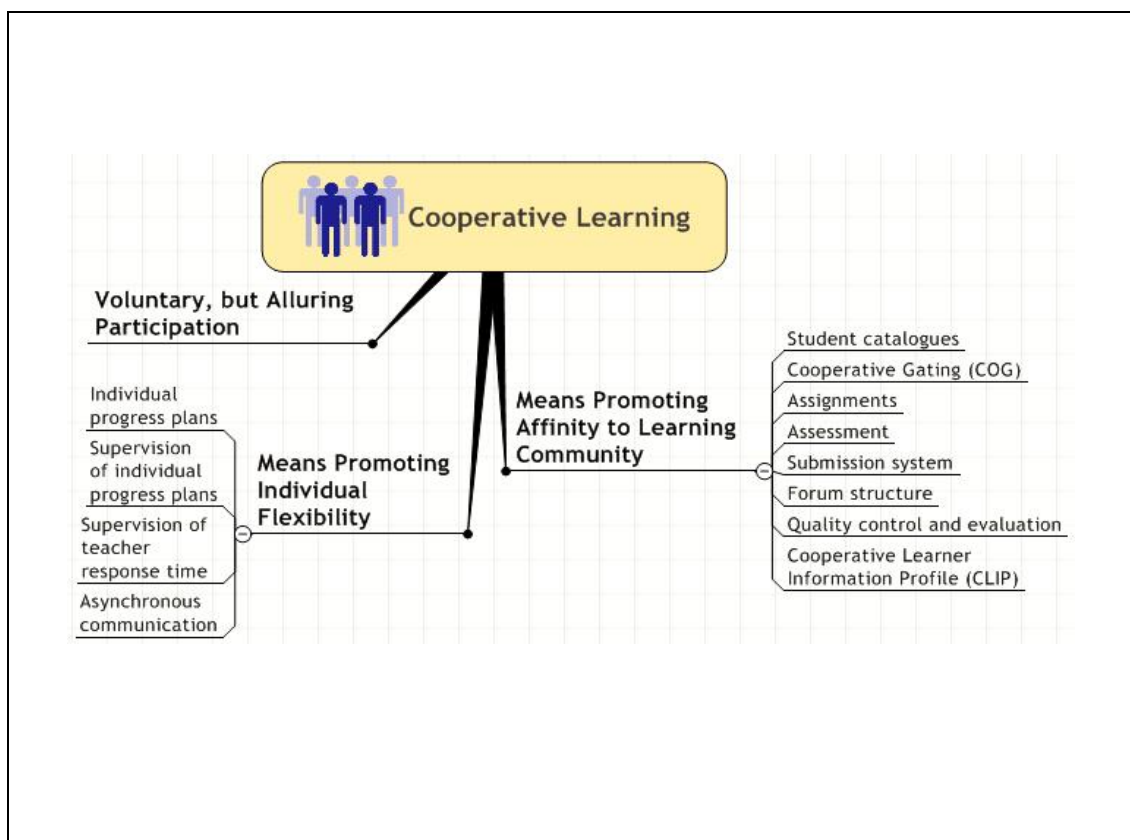 Cooperative Learning
Voluntary, but Alluring
Participation
Individual
progress plans
Supervision
of individual
progress plans
Supervision of
teacher
response time
Asynchronous
communication
Means Promoting
Individual
Flexibility
Means Promoting
Affinity to Learning
Community
Student catalogues
Cooperative Gating (COG)
Assignments
Assessment
Submission system
Forum structure
Quality control and evaluation
Cooperative Learner
Information Profile (CLIP)